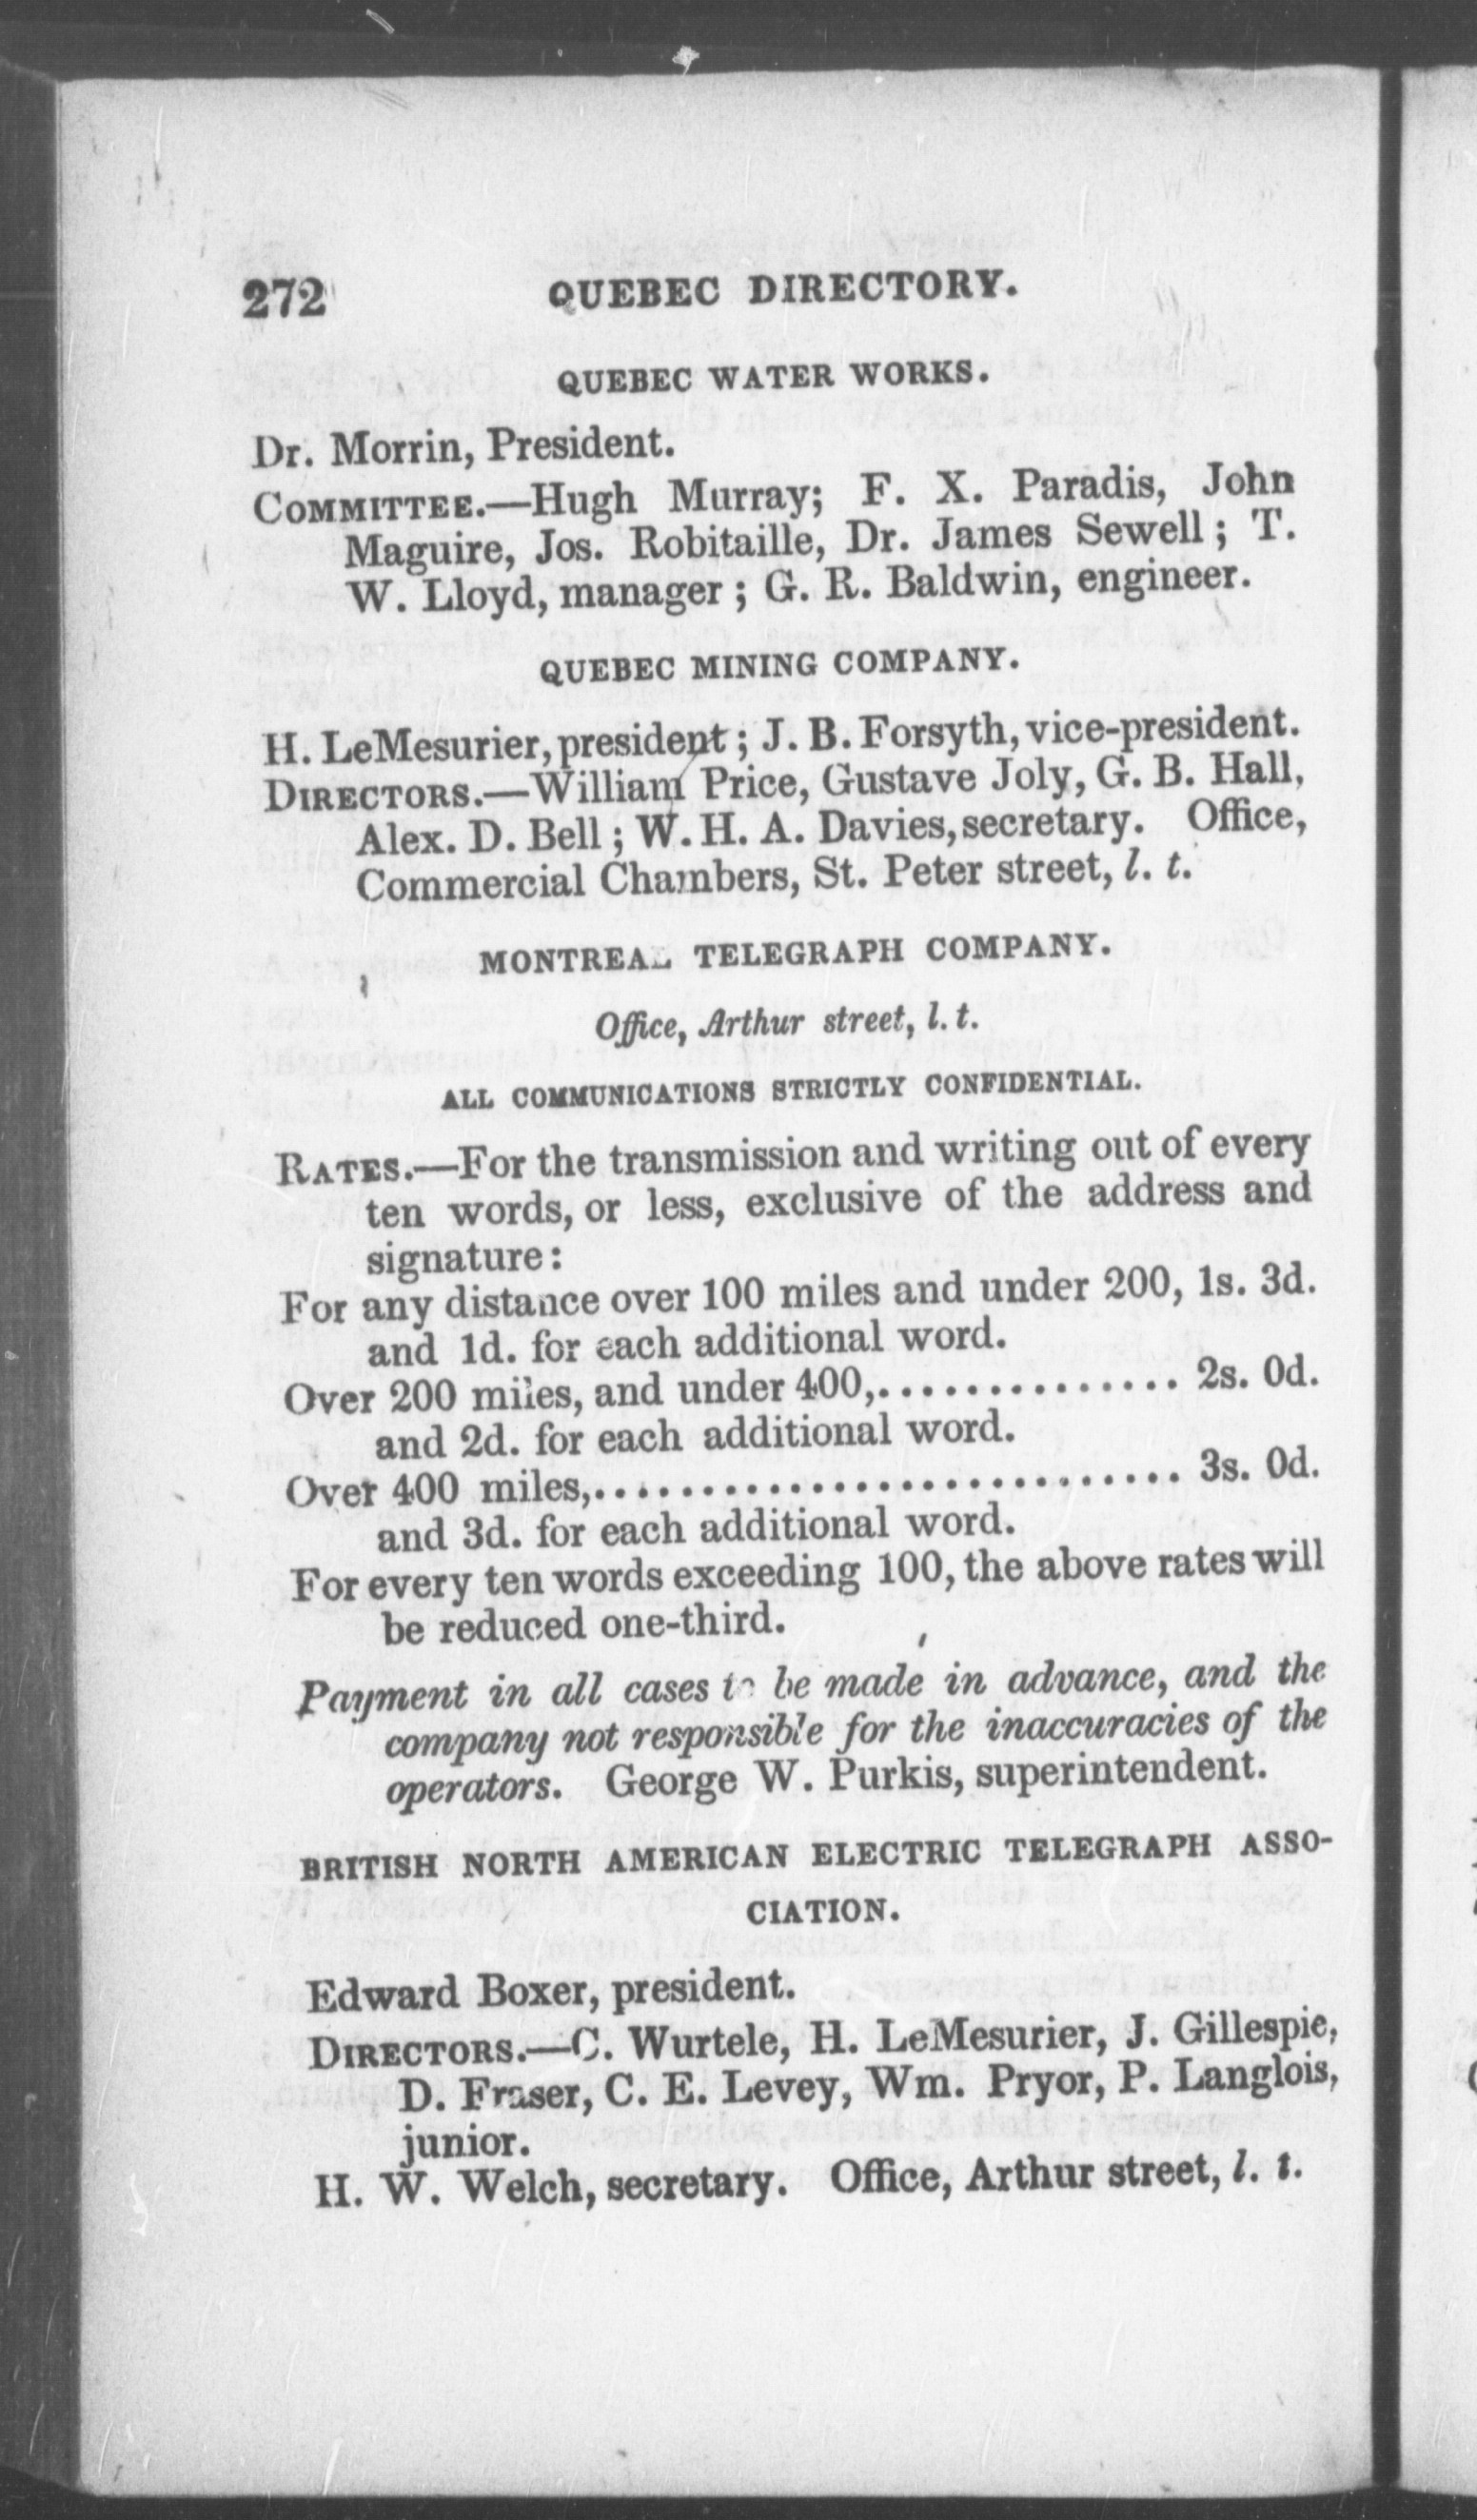 272 QUEBEC DIRECTORY.
QUEBEC WATER WORKS.
Dr. Morrin, President.
COMMITTEE.—Hugh Murray; F. X. Paradis, John
Maguire, Jos. Robitaille, Dr. James Sewell; T.
W. Lloyd, manager; G. R. Baldwin, engineer.
QUEBEC MINING COMPANY.
H. LeMesurier, president; J. B. Forsyth, vice-president.
DIRECTORS.—William Price, Gustave Joly, G. B. Hall,
Alex. D. Bell; W. H. A. Davies, secretary. Office,
Commercial Chambers, St. Peter street, l. t.
MONTREAL TELEGRAPH COMPANY.
Office, Arthur street, l. t.
ALL COMMUNICATIONS STRICTLY CONFIDENTIAL.
RATES.—For the transmission and writing out of every
ten words, or less, exclusive of the address and
signature:
For any distance over 100 miles and under 200, 1s. 3d.
and 1d. for each additional word.
Over 200 miles, and under 400,.............. 2s. 0d.
and 2d. for each additional word.
Over 400 miles,........................... 3s. 0d.
and 3d. for each additional word.
For every ten words exceeding 100, the above rates will
be reduced one-third.
Payment in all cases to be made in advance, and the
company not responsible for the inaccuracies of the
operators. George W. Purkis, superintendent.
BRITISH NORTH AMERICAN ELECTRIC TELEGRAPH ASSO-
CIATION.
Edward Boxer, president.
DIRECTORS.—C. Wurtele, H. LeMesurier, J. Gillespie,
D. Fraser, C. E. Levey, Wm. Pryor, P. Langlois,
junior.
H. W. Welch, secretary. Office, Arthur street, l. t.